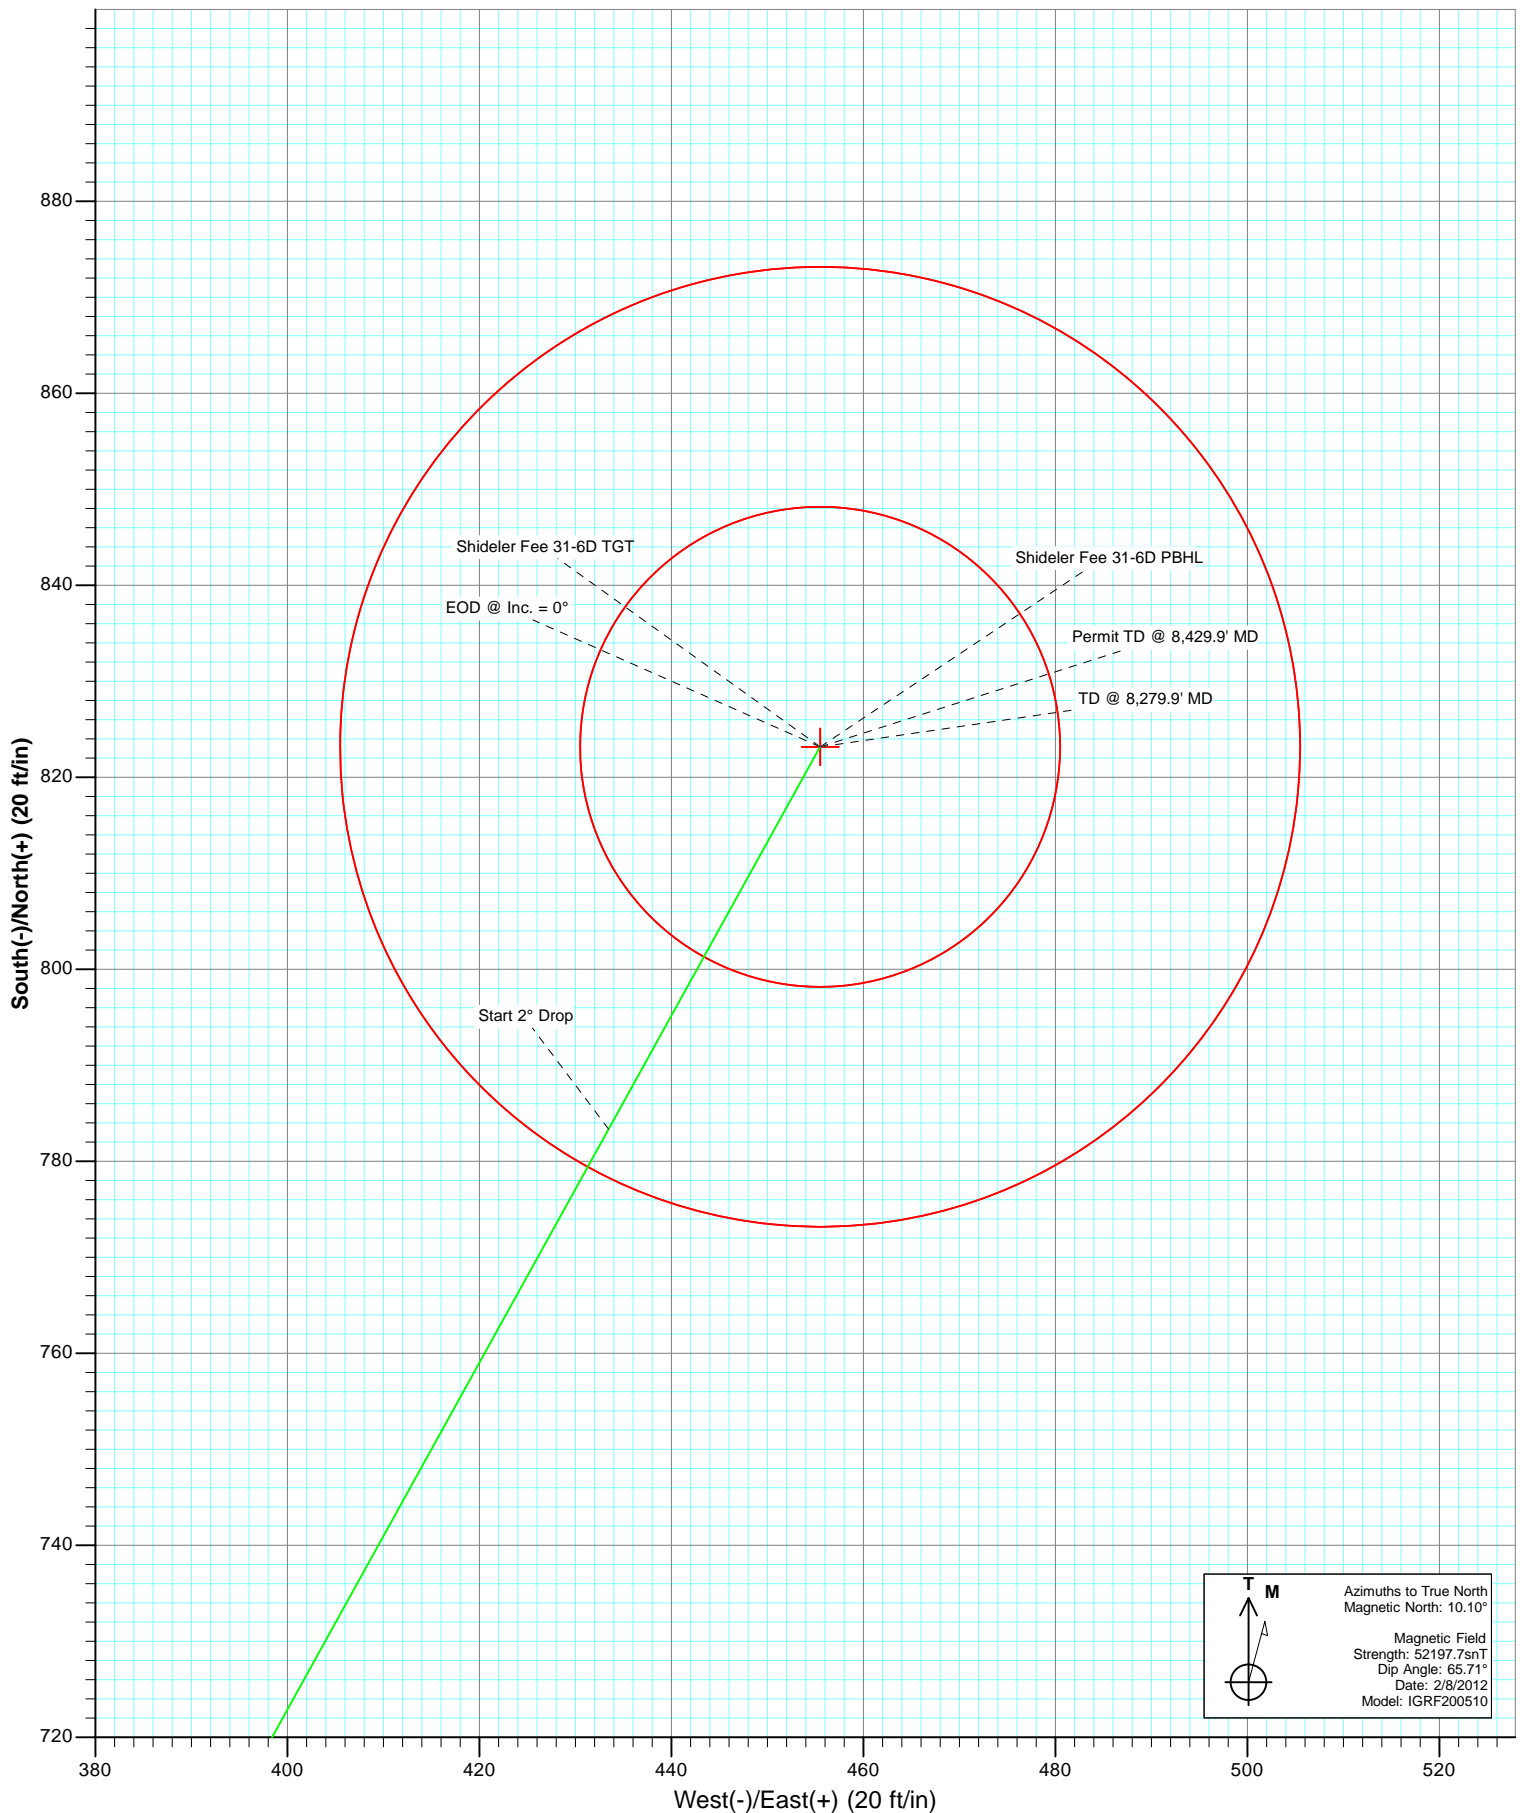 880
860
840
820
800
780
760
740
720
South(-)/North(+) (20 ft/in)
Shideler Fee 31-6D TGT
EOD @ Inc. = 0°
Shideler Fee 31-6D PBHL
Permit TD @ 8,429.9' MD
TD @ 8,279.9' MD
Start 2° Drop
T
M
Azimuths to True North
Magnetic North: 10.10°
Magnetic Field
Strength: 52197.7snT
Dip Angle: 65.71°
Date: 2/8/2012
Model: IGRF200510
380
400
420
440
460
480
500
520
West(-)/East(+) (20 ft/in)